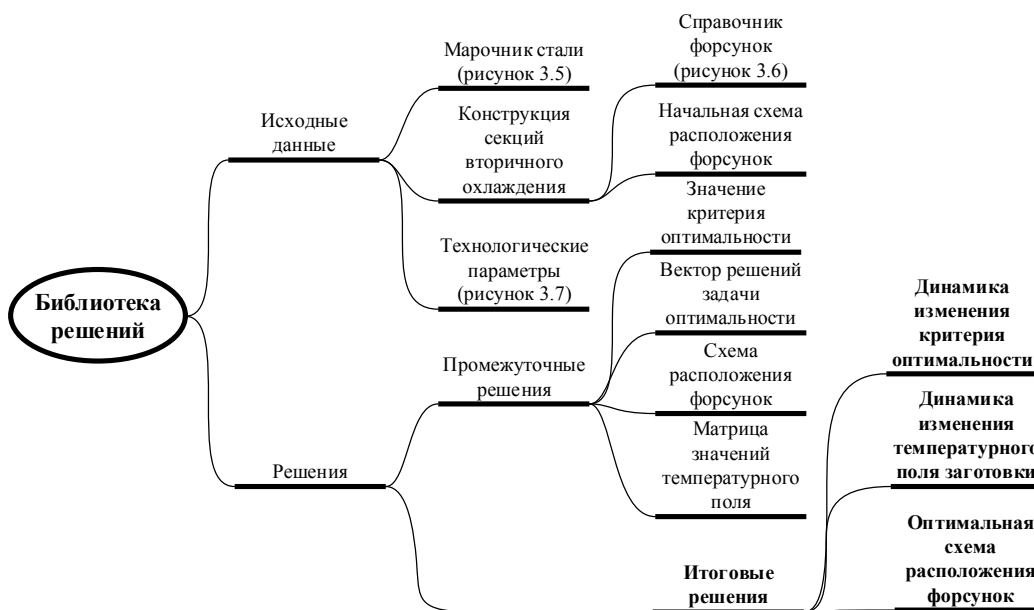 Библиотека
решений
Исходные
данные
Марочник стали
(рисунок 3.5)
Конструкция
секций
вторичного
охлаждения
Справочник
форсунок
(рисунок 3.6)
Начальная схема
расположения
форсунок
Технологические
параметры
(рисунок 3.7)
Решения
Промежуточные
решения
Значение
критерия
оптимальности
Вектор решений
задачи
оптимальности
Схема
расположения
форсунок
Матрица
значений
температурного
поля
Итоговые
решения
Динамика
изменения
критерия
оптимальности
Динамика
изменения
температурного
поля заготовки
Оптимальная
схема
расположения
форсунок